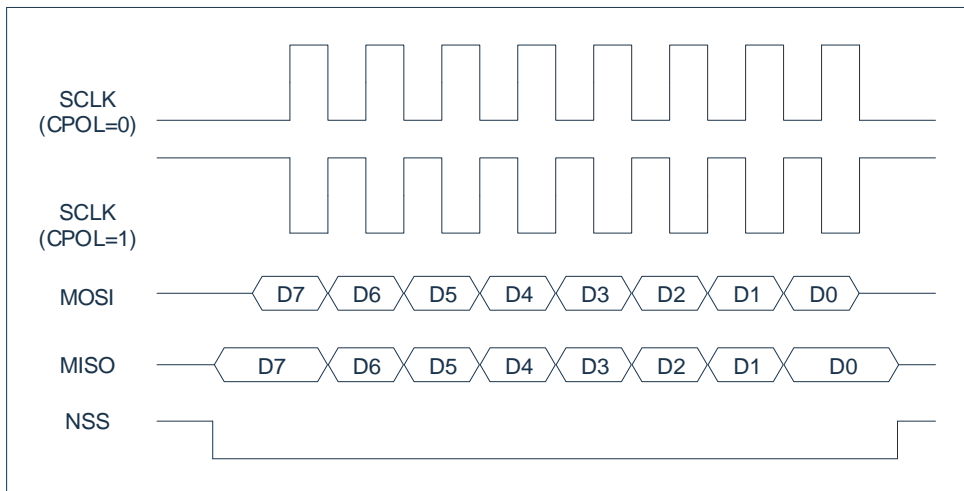 SCLK
(CPOL=0)
SCLK
(CPOL=1)
MOSI D7 D6 D5 D4 D3 D2 D1 D0
MISO D7 D6 D5 D4 D3 D2 D1 D0
NSS